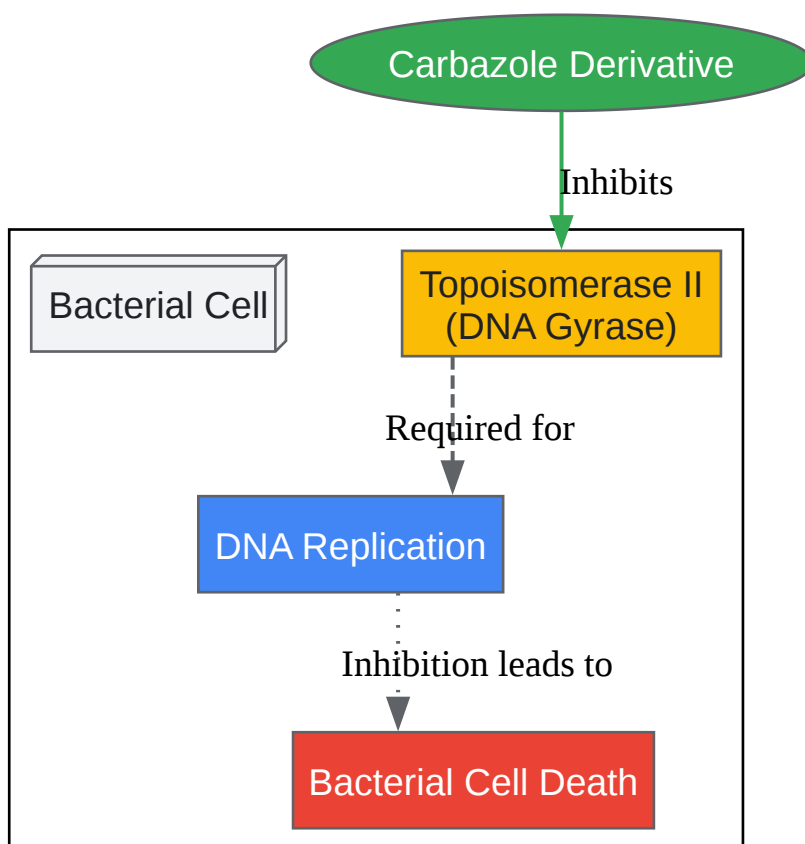 Carbazole Derivative
Inhibits
Bacterial Cell
Topoisomerase II
(DNA Gyrase)
Required for
DNA Replication
Inhibition leads to
Bacterial Cell Death